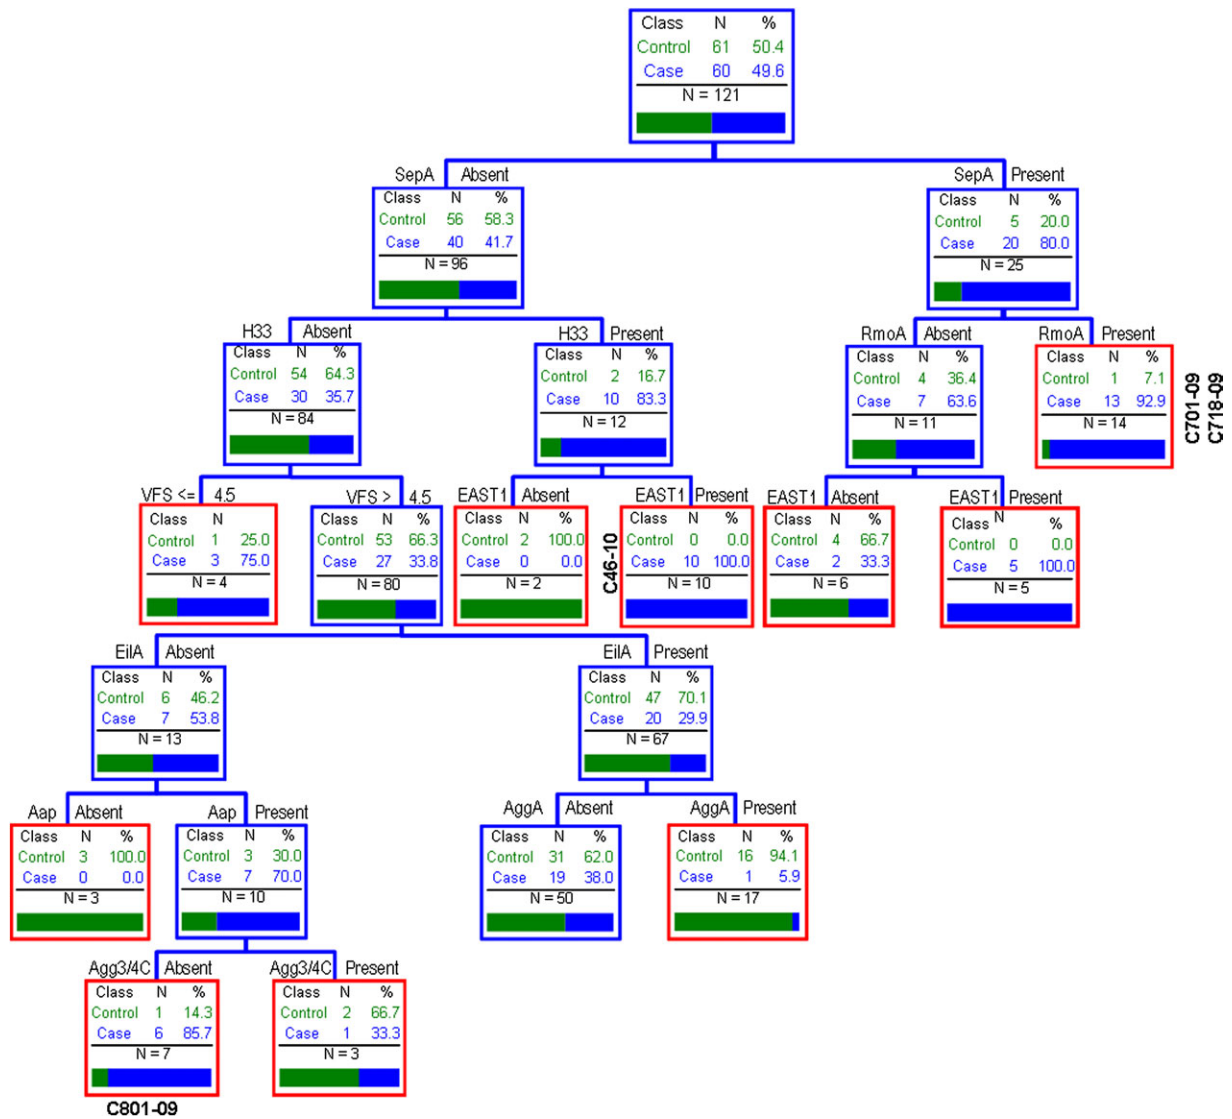 Class N %
Control 61 50.4
Case 60 49.6
N = 121
SepA Absent
Class N %
Control 56 58.3
Case 40 41.7
N = 96
SepA Present
Class N %
Control 5 20.0
Case 20 80.0
N = 25
H33 Absent
Class N %
Control 54 64.3
Case 30 35.7
N = 84
H33 Present
Class N %
Control 2 16.7
Case 10 83.3
N = 12
RmoA Absent
Class N %
Control 4 36.4
Case 7 63.6
N = 11
RmoA Present
Class N %
Control 1 7.1
Case 13 92.9
N = 14
C701-09
C718-09
VFS <= 4.5
Class N
Control 1 25.0
Case 3 75.0
N = 4
VFS > 4.5
Class N %
Control 53 66.3
Case 27 33.8
N = 80
EAST1 Absent
Class N %
Control 2 100.0
Case 0 0.0
N = 2
C46-10
EAST1 Present
Class N %
Control 0 0.0
Case 10 100.0
N = 10
EAST1 Absent
Class N %
Control 4 66.7
Case 2 33.3
N = 6
EAST1 Present
Class N %
Control 0 0.0
Case 5 100.0
N = 5
EilA Absent
Class N %
Control 6 46.2
Case 7 53.8
N = 13
EilA Present
Class N %
Control 47 70.1
Case 20 29.9
N = 67
Aap Absent
Class N %
Control 3 100.0
Case 0 0.0
N = 3
Aap Present
Class N %
Control 3 30.0
Case 7 70.0
N = 10
AggA Absent
Class N %
Control 31 62.0
Case 19 38.0
N = 50
AggA Present
Class N %
Control 16 94.1
Case 1 5.9
N = 17
Agg3/4C Absent
Class N %
Control 1 14.3
Case 6 85.7
N = 7
C801-09
Agg3/4C Present
Class N %
Control 2 66.7
Case 1 33.3
N = 3